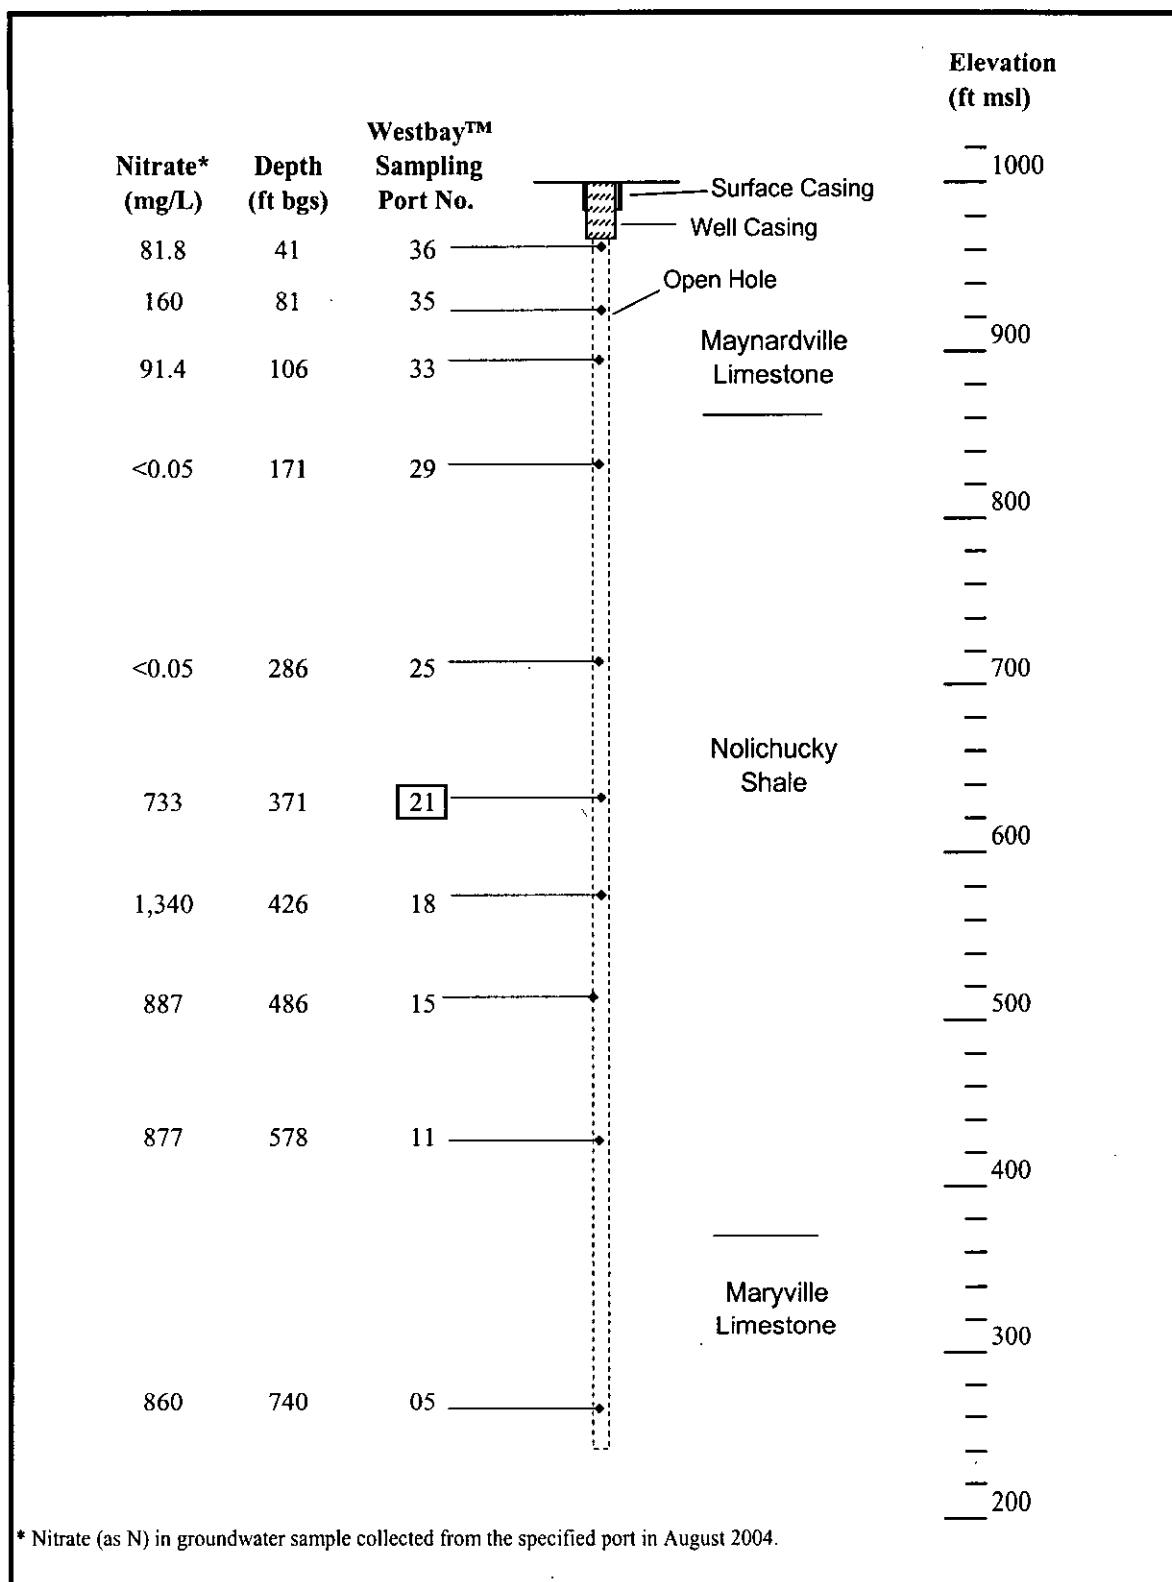 Elevation
(ft msl)
Westbay™
Nitrate* Depth Sampling
(mg/L) (ft bgs) Port No.
1000
Surface Casing
Well Casing
81.8 41 36
Open Hole
160 81 35
900
Maynardville
Limestone
91.4 106 33
<0.05 171 29
800
<0.05 286 25
700
Nolichucky
Shale
733 371 21
600
1,340 426 18
887 486 15
500
877 578 11
400
Maryville
Limestone
300
860 740 05
200
* Nitrate (as N) in groundwater sample collected from the specified port in August 2004.